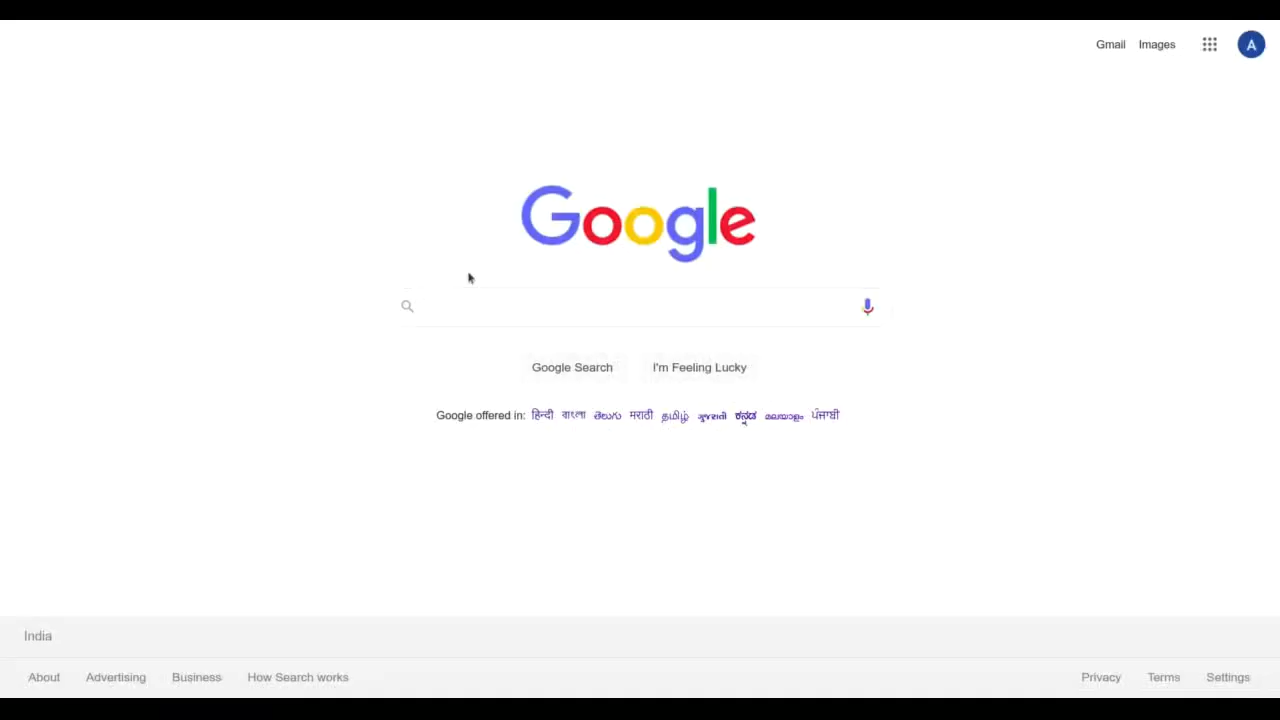 Gmail Images
A
Google
Google Search I'm Feeling Lucky
Google offered in: हिन्दी বাংলা తెలుగు मराठी தமிழ் ગુજરાતી ಕನ್ನಡ മലയാളം ਪੰਜਾਬੀ
India
About Advertising Business How Search works Privacy Terms Settings